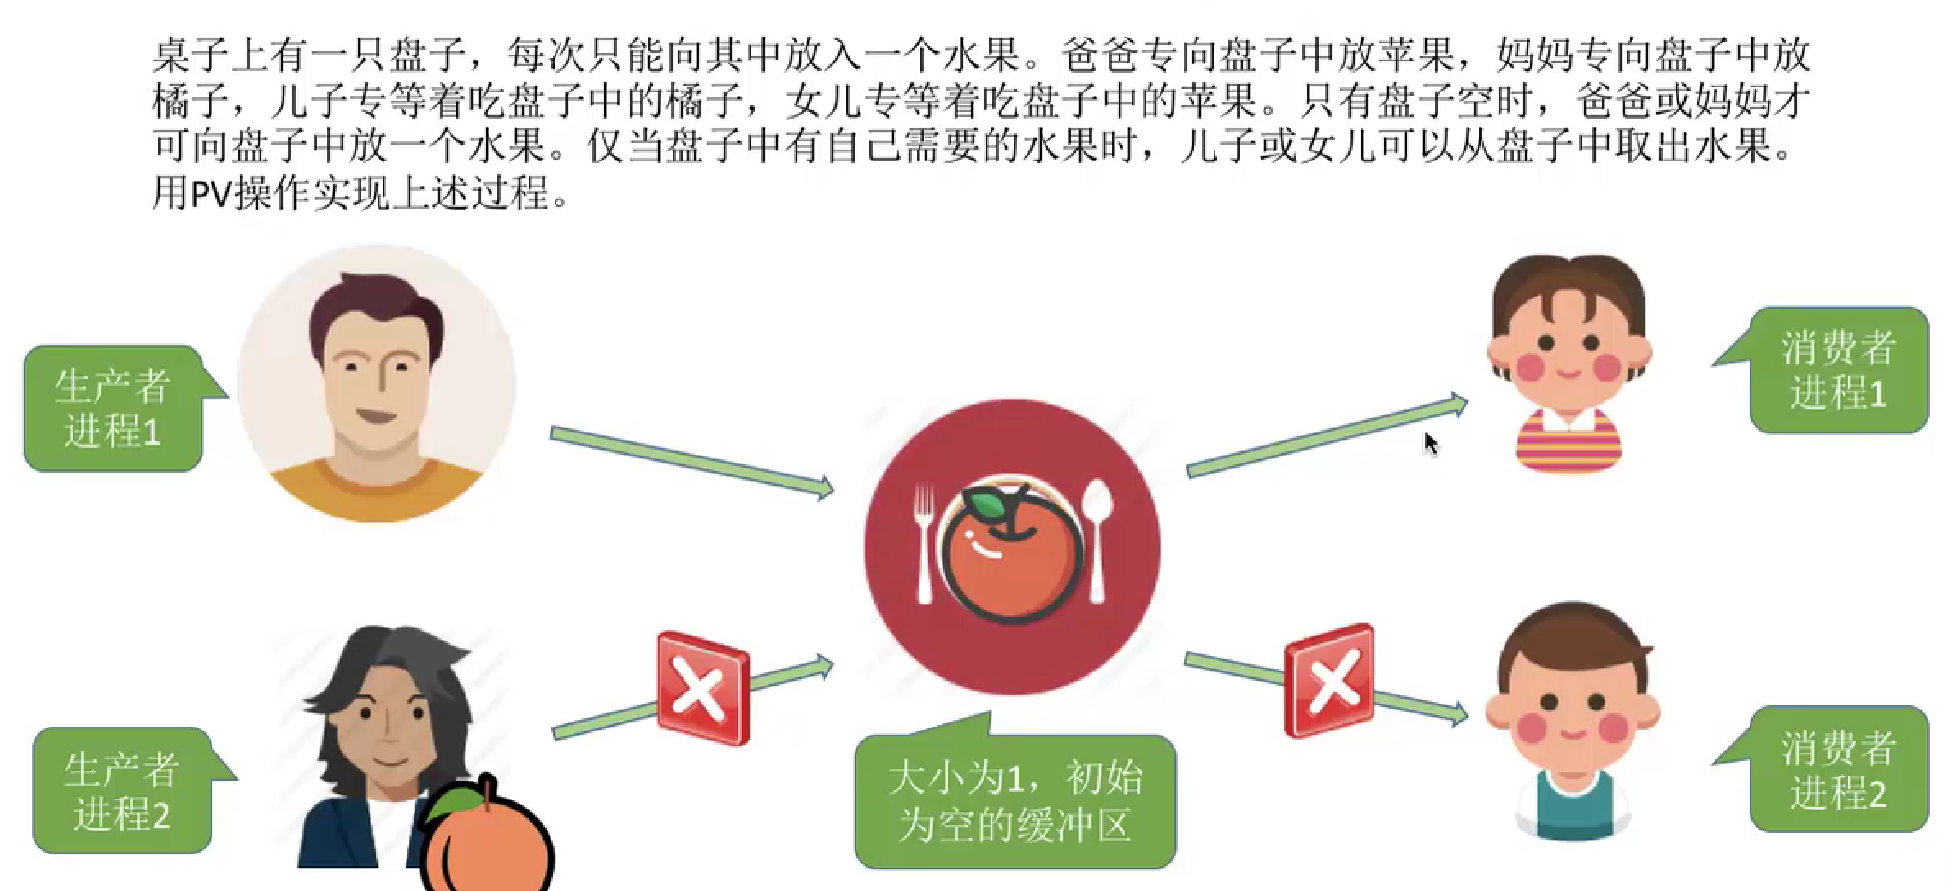 桌子上有一只盘子，每次只能向其中放入一个水果。爸爸专向盘子中放苹果，妈妈专向盘子中放
橘子，儿子专等着吃盘子中的橘子，女儿专等着吃盘子中的苹果。只有盘子空时，爸爸或妈妈才
可向盘子中放一个水果。仅当盘子中有自己需要的水果时，儿子或女儿可以从盘子中取出水果。
用PV操作实现上述过程。
生产者
进程1
消费者
进程1
生产者
进程2
大小为1，初始
为空的缓冲区
消费者
进程2